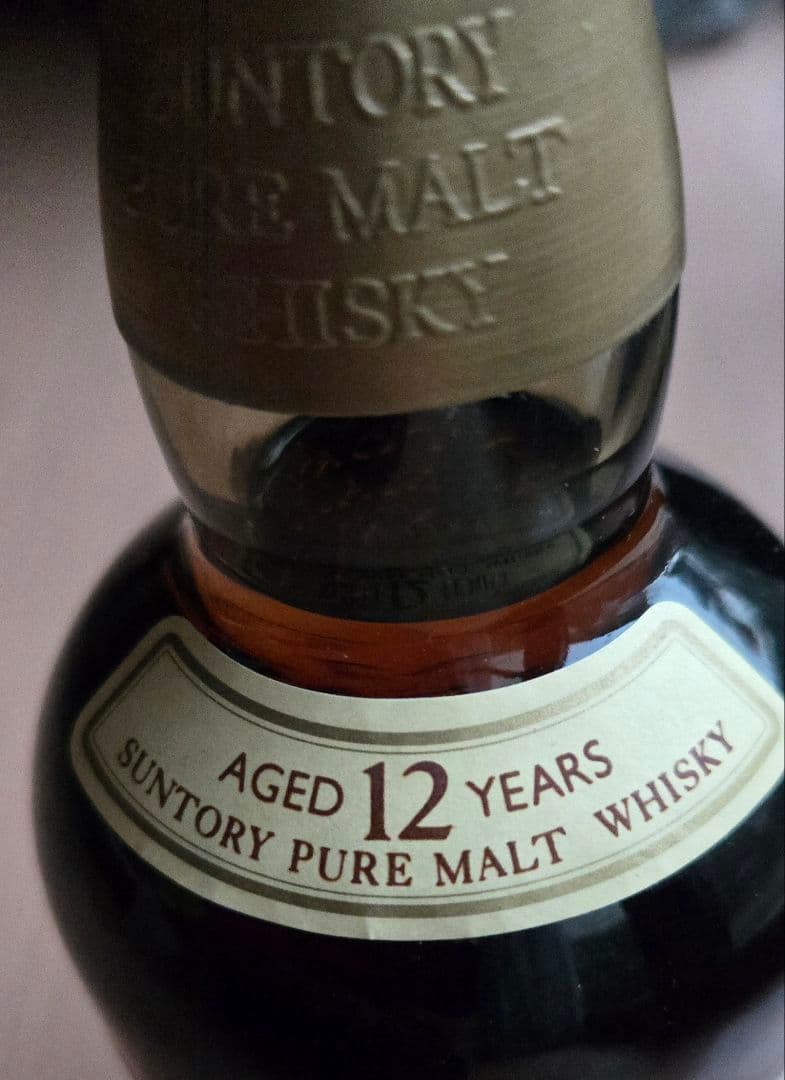 SUNTORY
PURE MALT
WHISKY
AGED 12 YEARS
SUNTORY PURE MALT WHISKY